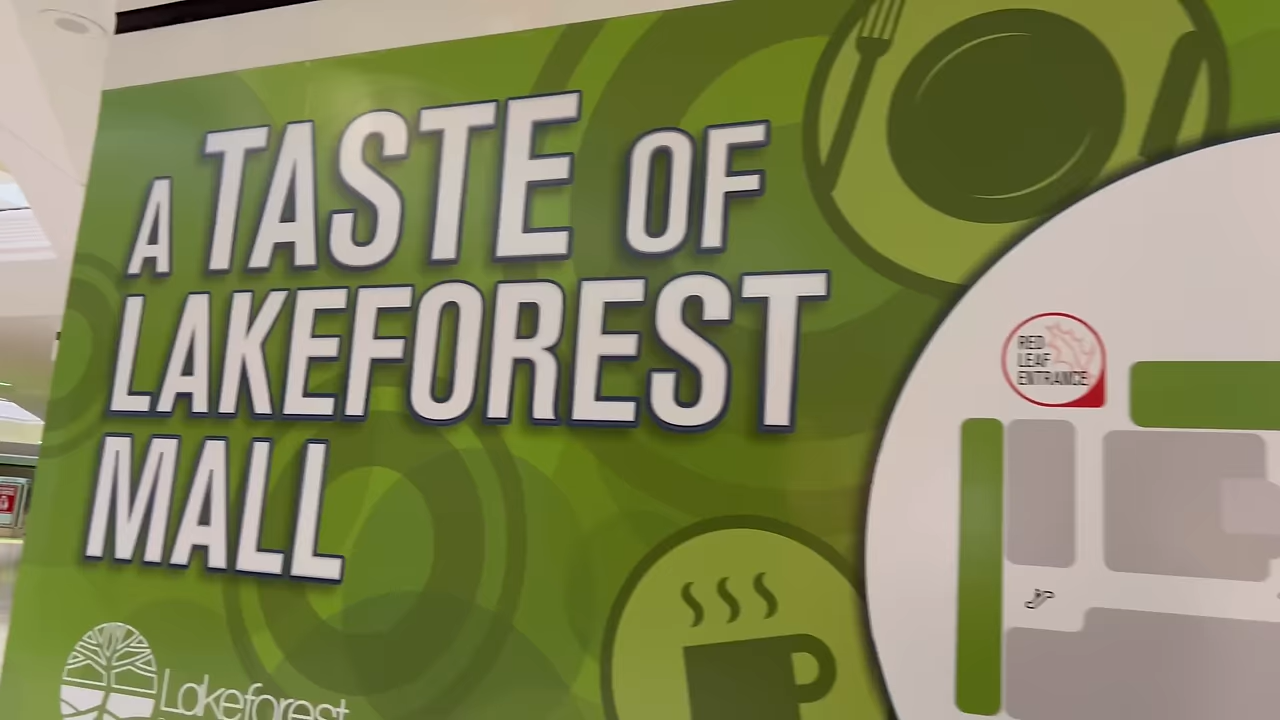 A TASTE OF
LAKEFOREST
MALL
RED
LEAF
ENTRANCE
Lakeforest